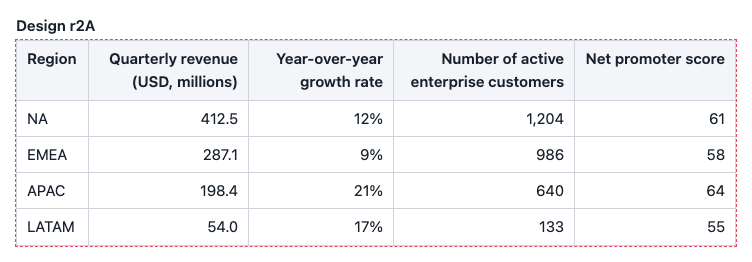 Design r2A
Region Quarterly revenue (USD, millions) Year-over-year growth rate Number of active enterprise customers Net promoter score
NA 412.5 12% 1,204 61
EMEA 287.1 9% 986 58
APAC 198.4 21% 640 64
LATAM 54.0 17% 133 55